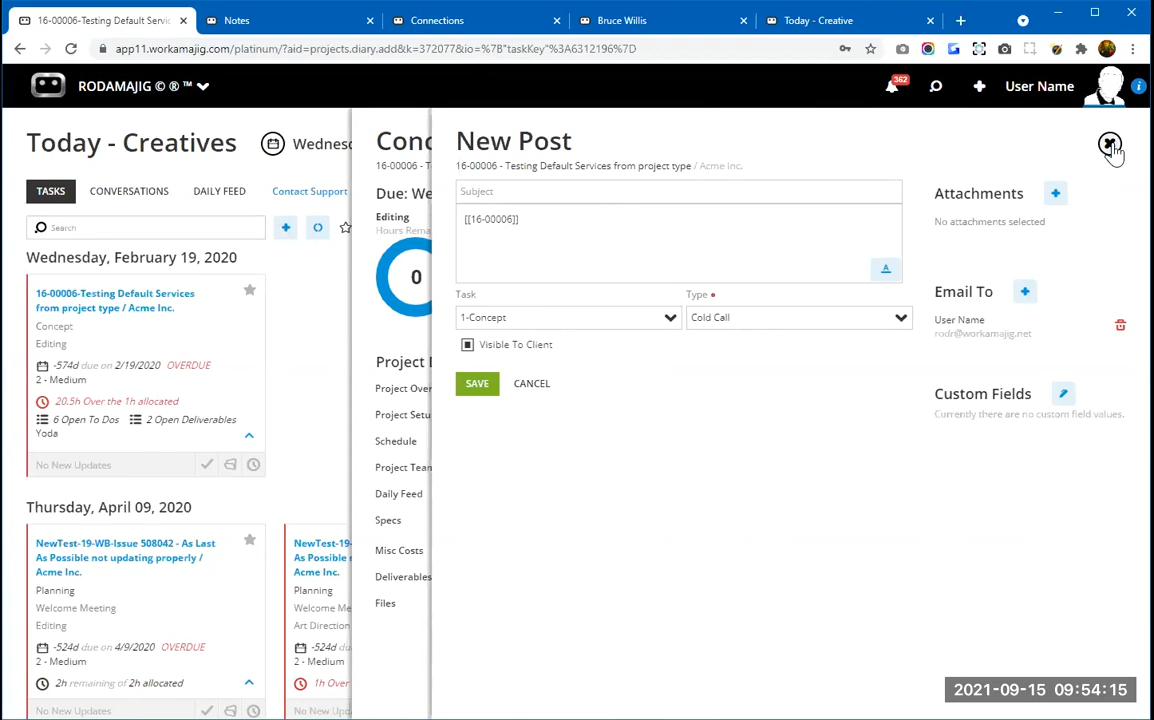 16-00006-Testing Default Servic
Notes
Connections
Bruce Willis
Today - Creative
app11.workamajig.com/platinum/?aid=projects.diary.add&k=372077&io=%7B"taskKey"%3A6312196%7D
RODAMAJIG © ® ™
362
User Name
Today - Creatives
Wednesd
TASKS
CONVERSATIONS
DAILY FEED
Contact Support
Search
Wednesday, February 19, 2020
16-00006-Testing Default Services
from project type / Acme Inc.
Concept
Editing
-574d due on 2/19/2020 OVERDUE
2 - Medium
20.5h Over the 1h allocated
6 Open To Dos
2 Open Deliverables
Yoda
No New Updates
Thursday, April 09, 2020
NewTest-19-WB-Issue 508042 - As Last
As Possible not updating properly /
Acme Inc.
Planning
Welcome Meeting
Editing
-524d due on 4/9/2020 OVERDUE
2 - Medium
2h remaining of 2h allocated
No New Updates
NewTest-19-
As Possible n
Acme Inc.
Planning
Welcome Me
Art Direction
-524d du
2 - Medium
1h Over
No New Upd
Conc
16-00006 - T
Due: We
Editing
Hours Rema
0
Project E
Project Over
Project Setu
Schedule
Project Tean
Daily Feed
Specs
Misc Costs
Deliverables
Files
New Post
16-00006 - Testing Default Services from project type / Acme Inc.
Subject
[[16-00006]]
A
Task
Type
1-Concept
Cold Call
Visible To Client
SAVE
CANCEL
Attachments
No attachments selected
Email To
User Name
rodr@workamajig.net
Custom Fields
Currently there are no custom field values.
2021-09-15 09:54:15